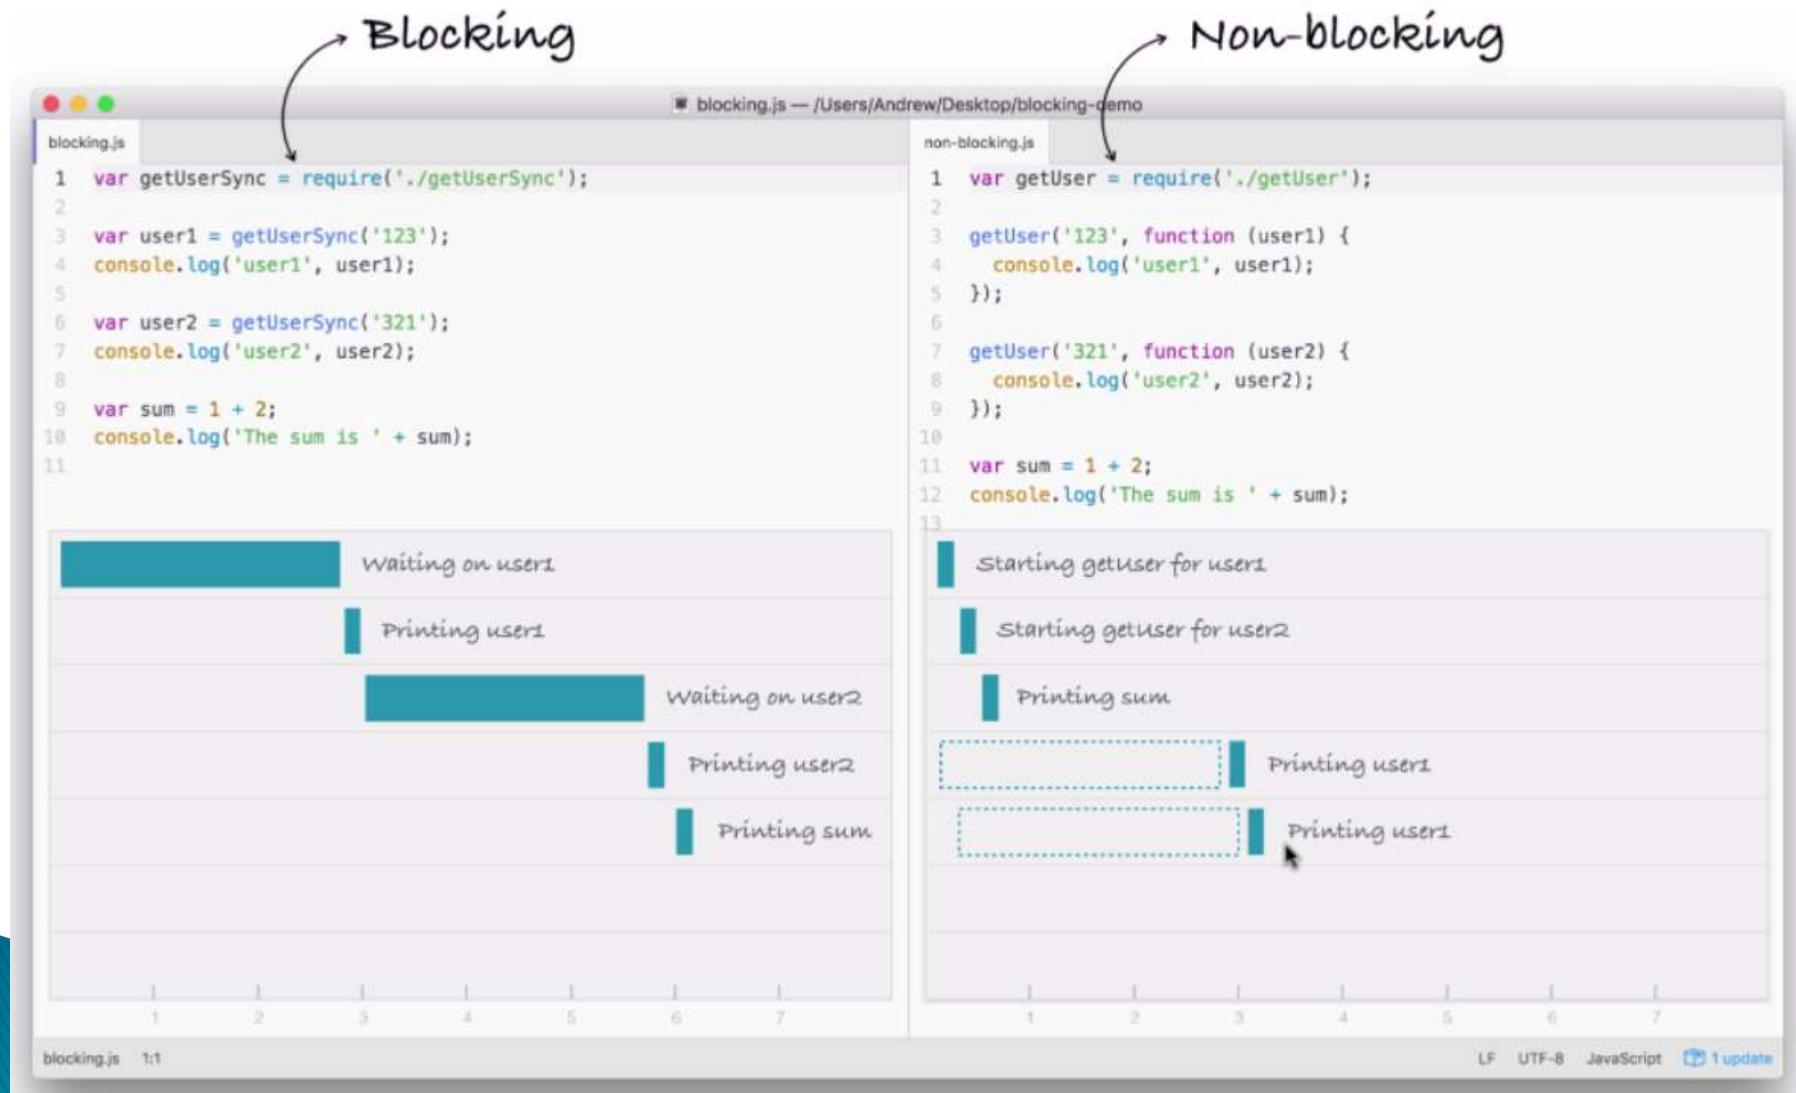 Blocking
Non-blocking
blocking.js — /Users/Andrew/Desktop/blocking-demo
blocking.js
1 var getUserSync = require('./getUserSync');
2
3 var user1 = getUserSync('123');
4 console.log('user1', user1);
5
6 var user2 = getUserSync('321');
7 console.log('user2', user2);
8
9 var sum = 1 + 2;
10 console.log('The sum is ' + sum);
11
Waiting on user1
Printing user1
Waiting on user2
Printing user2
Printing sum
1 2 3 4 5 6 7
non-blocking.js
1 var getUser = require('./getUser');
2
3 getUser('123', function (user1) {
4 console.log('user1', user1);
5 });
6
7 getUser('321', function (user2) {
8 console.log('user2', user2);
9 });
10
11 var sum = 1 + 2;
12 console.log('The sum is ' + sum);
13
Starting getUser for user1
Starting getUser for user2
Printing sum
Printing user1
Printing user1
1 2 3 4 5 6 7
blocking.js 1:1
LF UTF-8 JavaScript 1 update